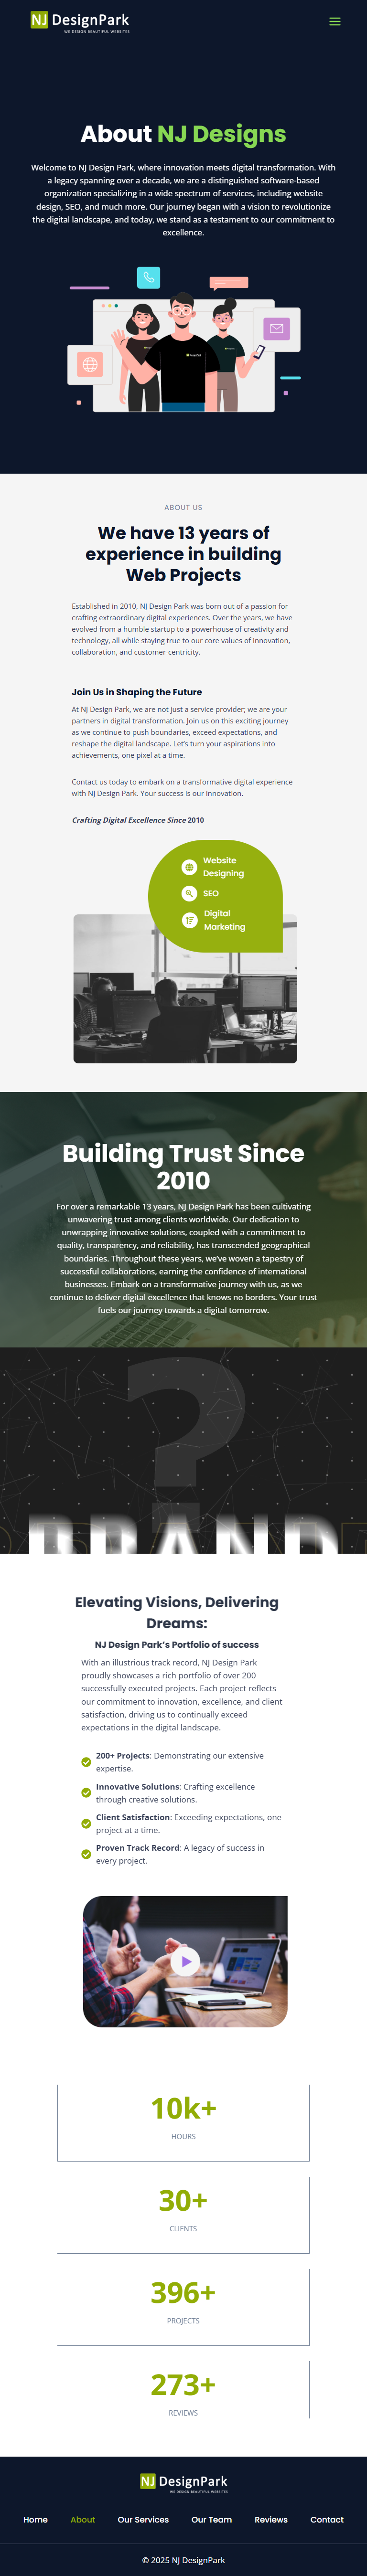 NJ DesignPark
WE DESIGN BEAUTIFUL WEBSITES
About NJ Designs
Welcome to NJ Design Park, where innovation meets digital transformation. With
a legacy spanning over a decade, we are a distinguished software-based
organization specializing in a wide spectrum of services, including website
design, SEO, and much more. Our journey began with a vision to revolutionize
the digital landscape, and today, we stand as a testament to our commitment to
excellence.
ABOUT US
We have 13 years of
experience in building
Web Projects
Established in 2010, NJ Design Park was born out of a passion for
crafting extraordinary digital experiences. Over the years, we have
evolved from a humble startup to a powerhouse of creativity and
technology, all while staying true to our core values of innovation,
collaboration, and customer-centricity.
Join Us in Shaping the Future
At NJ Design Park, we are not just a service provider; we are your
partners in digital transformation. Join us on this exciting journey
as we continue to push boundaries, exceed expectations, and
reshape the digital landscape. Let's turn your aspirations into
achievements, one pixel at a time.
Contact us today to embark on a transformative digital experience
with NJ Design Park. Your success is our innovation.
Crafting Digital Excellence Since 2010
Website
Designing
SEO
Digital
Marketing
Building Trust Since
2010
For over a remarkable 13 years, NJ Design Park has been cultivating
unwavering trust among clients worldwide. Our dedication to
unwrapping innovative solutions, coupled with a commitment to
quality, transparency, and reliability, has transcended geographical
boundaries. Throughout these years, we've woven a tapestry of
successful collaborations, earning the confidence of international
businesses. Embark on a transformative journey with us, as we
continue to deliver digital excellence that knows no borders. Your trust
fuels our journey towards a digital tomorrow.
?
BRAND
Elevating Visions, Delivering
Dreams:
NJ Design Park's Portfolio of success
With an illustrious track record, NJ Design Park
proudly showcases a rich portfolio of over 200
successfully executed projects. Each project reflects
our commitment to innovation, excellence, and client
satisfaction, driving us to continually exceed
expectations in the digital landscape.
200+ Projects: Demonstrating our extensive
expertise.
Innovative Solutions: Crafting excellence
through creative solutions.
Client Satisfaction: Exceeding expectations, one
project at a time.
Proven Track Record: A legacy of success in
every project.
10k+
HOURS
30+
CLIENTS
396+
PROJECTS
273+
REVIEWS
NJ DesignPark
WE DESIGN BEAUTIFUL WEBSITES
Home About Our Services Our Team Reviews Contact
© 2025 NJ DesignPark